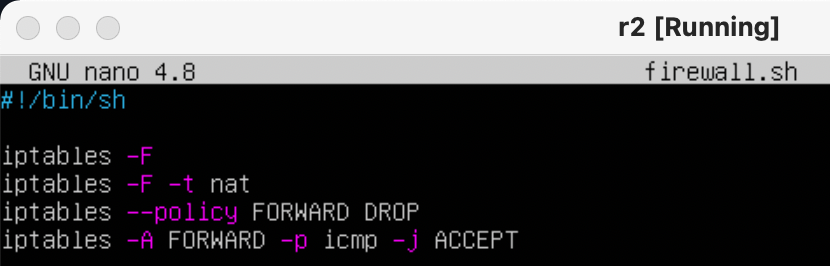 r2 [Running]
GNU nano 4.8 firewall.sh
#!/bin/sh
iptables -F
iptables -F -t nat
iptables --policy FORWARD DROP
iptables -A FORWARD -p icmp -j ACCEPT